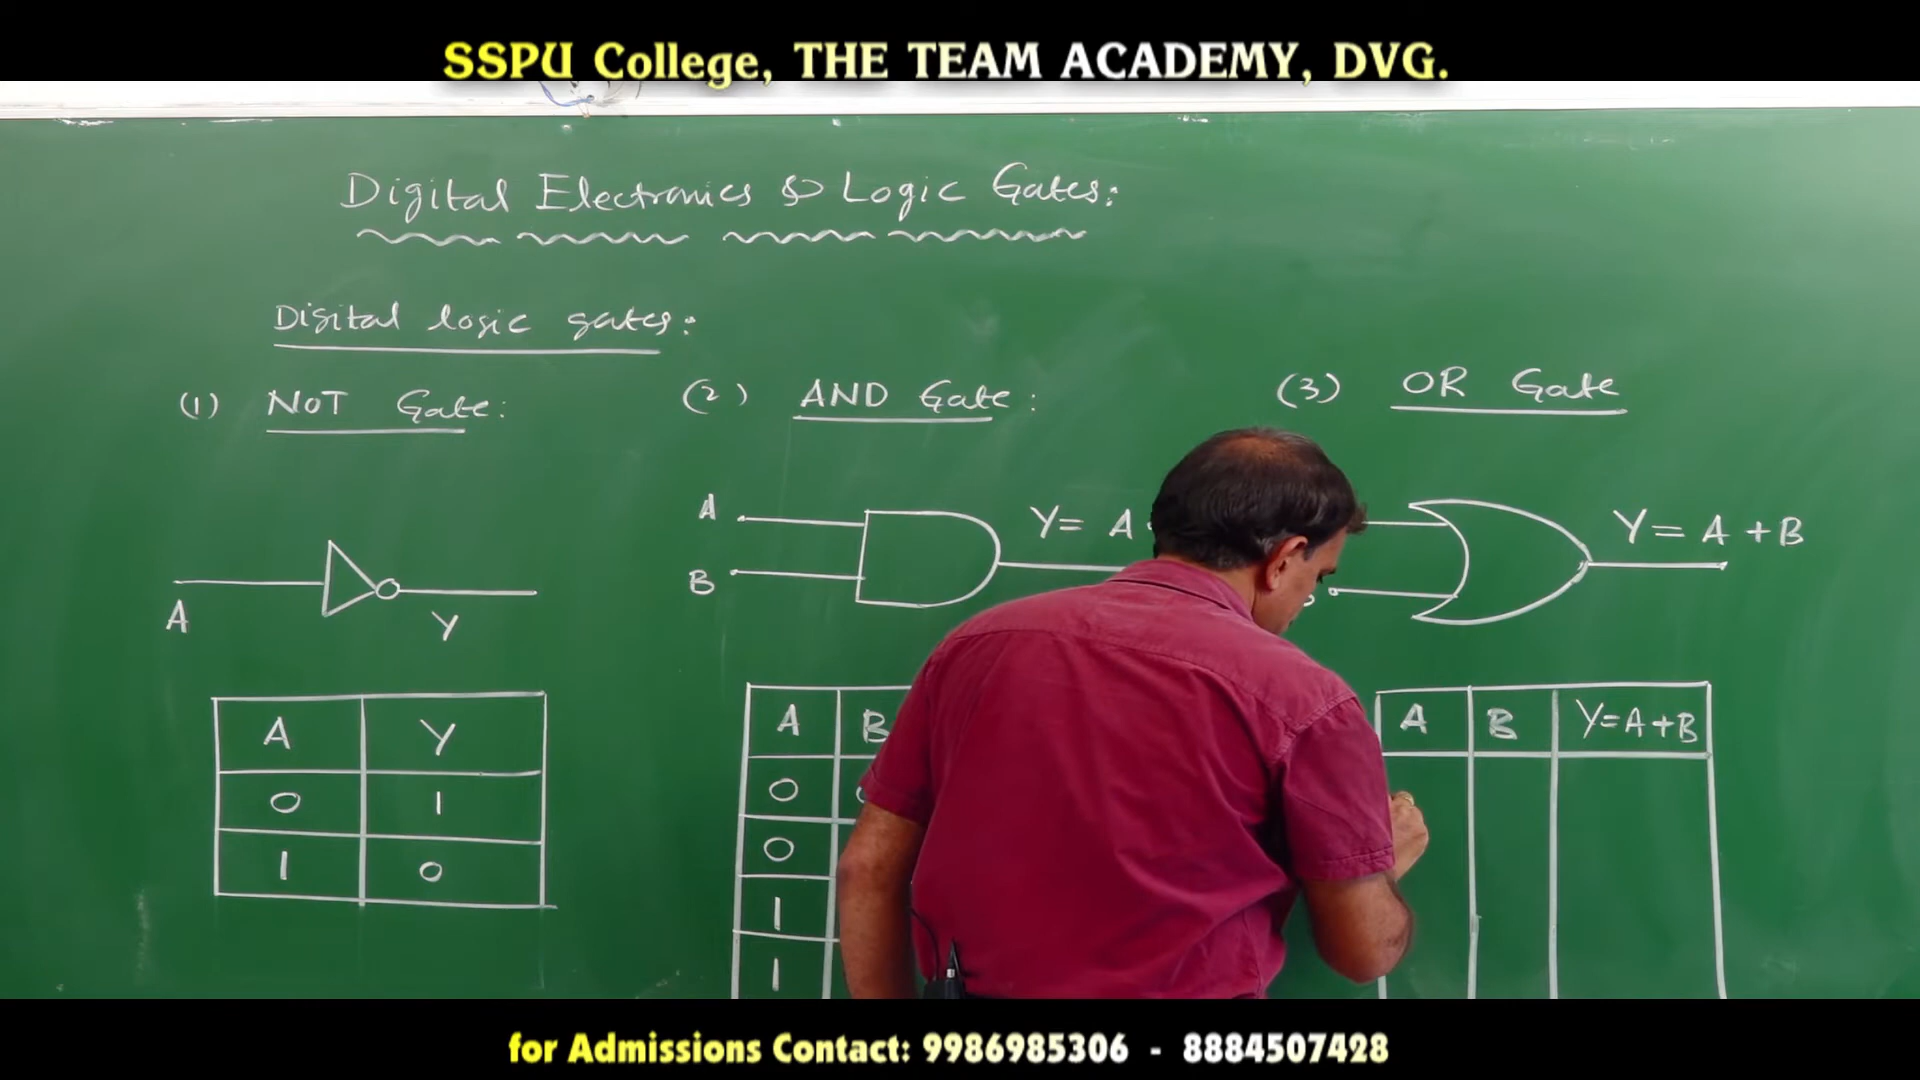 SSPU College, THE TEAM ACADEMY, DVG.
Digital Electronics & Logic Gates:
Digital logic gates:
(1) NOT Gate:
A
Y
A Y
0 1
1 0
(2) AND Gate:
A
B
Y = A
A B
0
0
1
1
(3) OR Gate
Y = A + B
A B Y=A+B
for Admissions Contact: 9986985306 - 8884507428